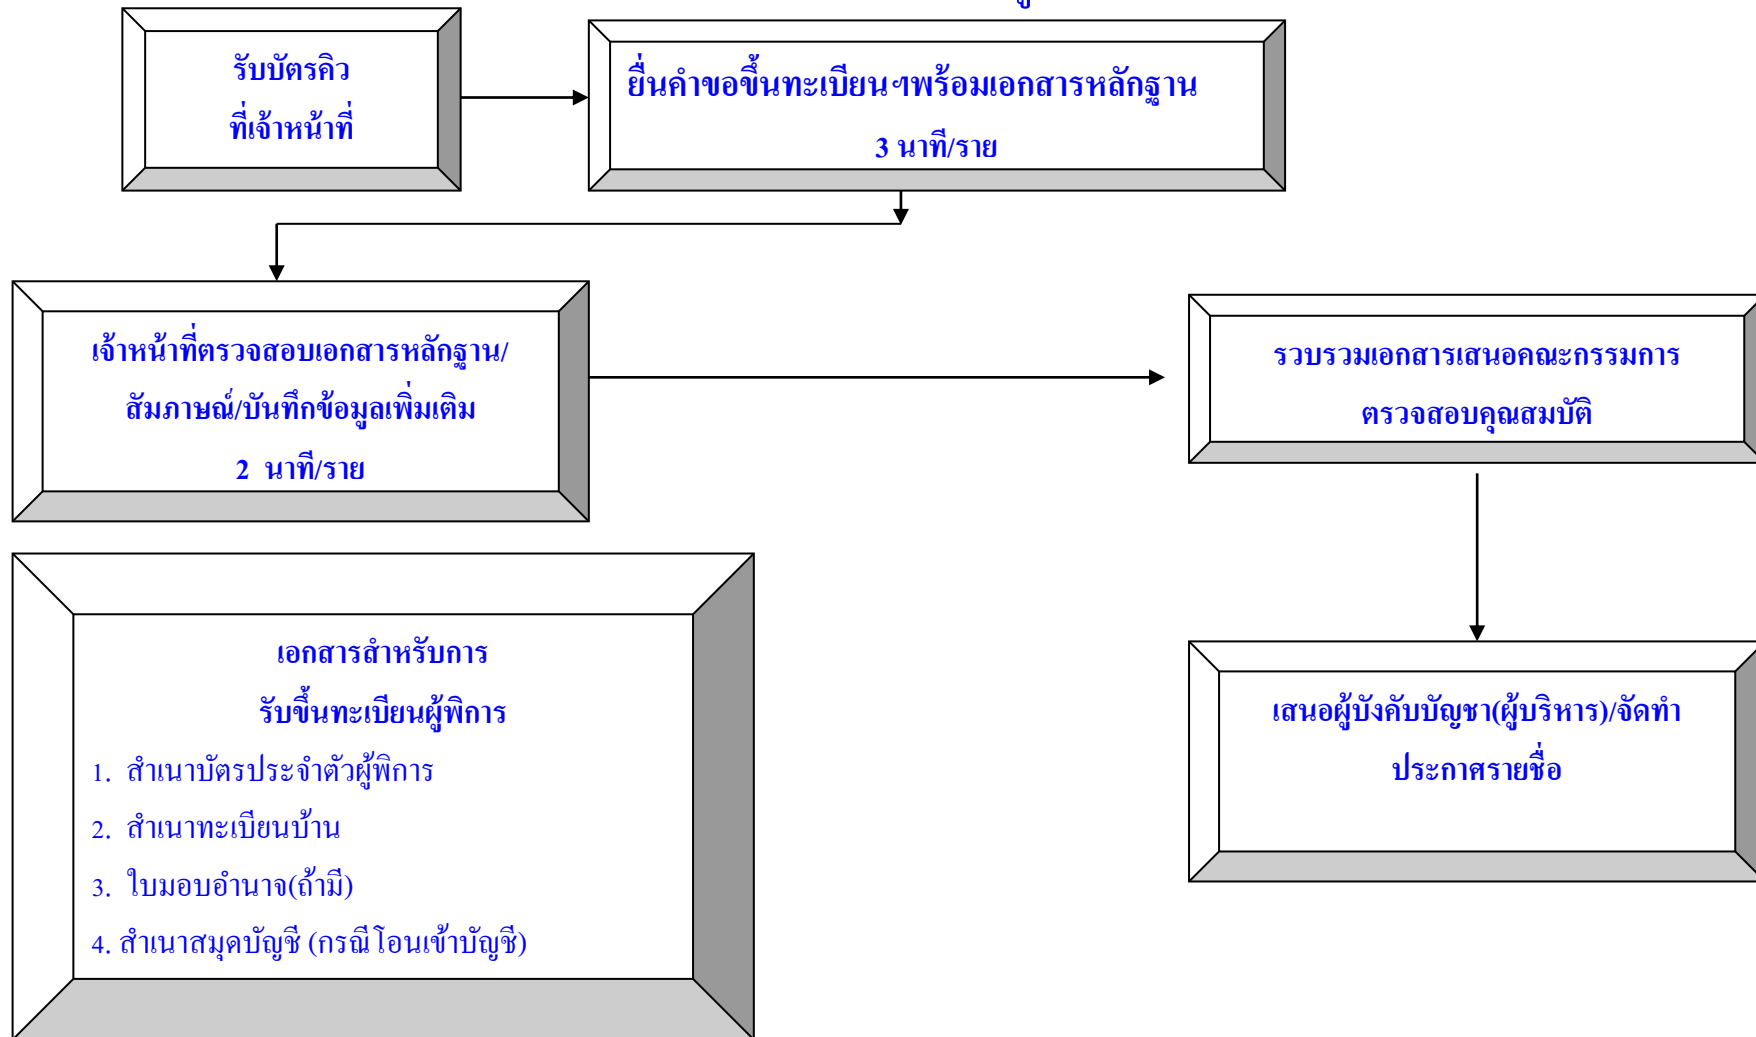 รับบัตรคิว
ที่เจ้าหน้าที่
ยื่นคำขอขึ้นทะเบียนฯพร้อมเอกสารหลักฐาน
3 นาที/ราย
เจ้าหน้าที่ตรวจสอบเอกสารหลักฐาน/
สัมภาษณ์/บันทึกข้อมูลเพิ่มเติม
2 นาที/ราย
รวบรวมเอกสารเสนอคณะกรรมการ
ตรวจสอบคุณสมบัติ
เสนอผู้บังคับบัญชา(ผู้บริหาร)/จัดทำ
ประกาศรายชื่อ
เอกสารสำหรับการ
รับขึ้นทะเบียนผู้พิการ
1. สำเนาบัตรประจำตัวผู้พิการ
2. สำเนาทะเบียนบ้าน
3. ใบมอบอำนาจ(ถ้ามี)
4. สำเนาสมุดบัญชี (กรณีโอนเข้าบัญชี)